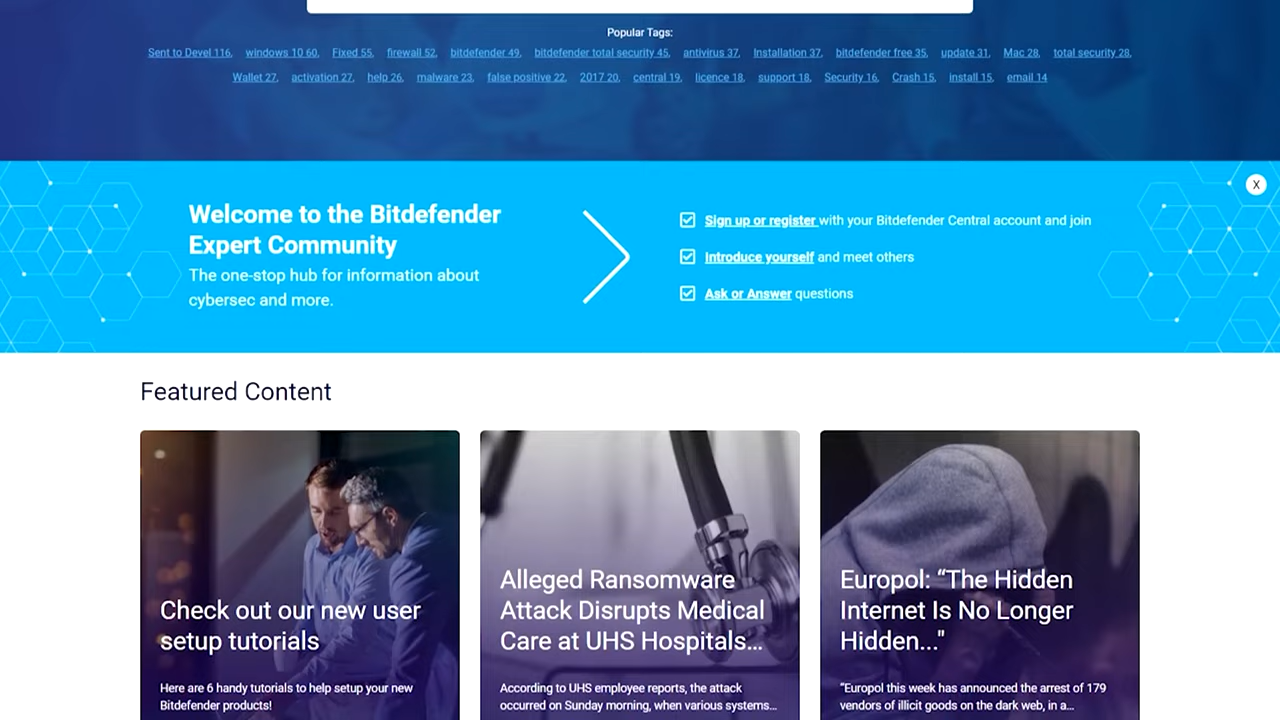 Popular Tags:
Sent to Devel 116, windows 10 60, Fixed 55, firewall 52, bitdefender 49, bitdefender total security 45, antivirus 37, Installation 37, bitdefender free 35, update 31, Mac 28, total security 28,
Wallet 27, activation 27, help 26, malware 23, false positive 22, 2017 20, central 19, licence 18, support 18, Security 16, Crash 15, install 15, email 14
X
Welcome to the Bitdefender
Expert Community
The one-stop hub for information about
cybersec and more.
Sign up or register with your Bitdefender Central account and join
Introduce yourself and meet others
Ask or Answer questions
Featured Content
Check out our new user
setup tutorials
Here are 6 handy tutorials to help setup your new
Bitdefender products!
Alleged Ransomware
Attack Disrupts Medical
Care at UHS Hospitals...
According to UHS employee reports, the attack
occurred on Sunday morning, when various systems...
Europol: “The Hidden
Internet Is No Longer
Hidden..."
“Europol this week has announced the arrest of 179
vendors of illicit goods on the dark web, in a...